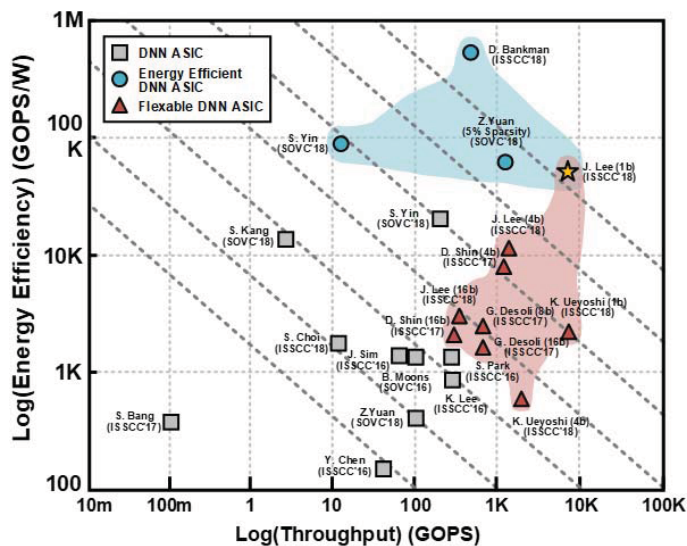 1M
100
K
10K
1K
100
Log(Energy Efficiency) (GOPS/W)
DNN ASIC
Energy Efficient
DNN ASIC
Flexable DNN ASIC
D. Bankman
(ISSCC'18)
S. Yin
(SOVC'18)
Z.Yuan
(5% Sparsity)
(SOVC'18)
J. Lee (1b)
(ISSCC'18)
S. Kang
(SOVC'18)
S. Yin
(SOVC'18)
J. Lee (4b)
(ISSCC'18)
D. Shin (4b)
(ISSCC'17)
J. Lee (16b)
(ISSCC'18)
K. Ueyoshi (1b)
(ISSCC'18)
G. Desoli (8b)
(ISSCC'17)
D. Shin (16b)
(ISSCC'17)
G. Desoli (16b)
(ISSCC'17)
S. Choi
(ISSCC'18)
J. Sim
(ISSCC'16)
S. Park
(ISSCC'16)
B. Moons
(SOVC'16)
K. Lee
(ISSCC'16)
S. Bang
(ISSCC'17)
Z.Yuan
(SOVC'18)
K. Ueyoshi (4b)
(ISSCC'18)
Y. Chen
(ISSCC'16)
10m
100m
1
10
100
1K
10K
100K
Log(Throughput) (GOPS)